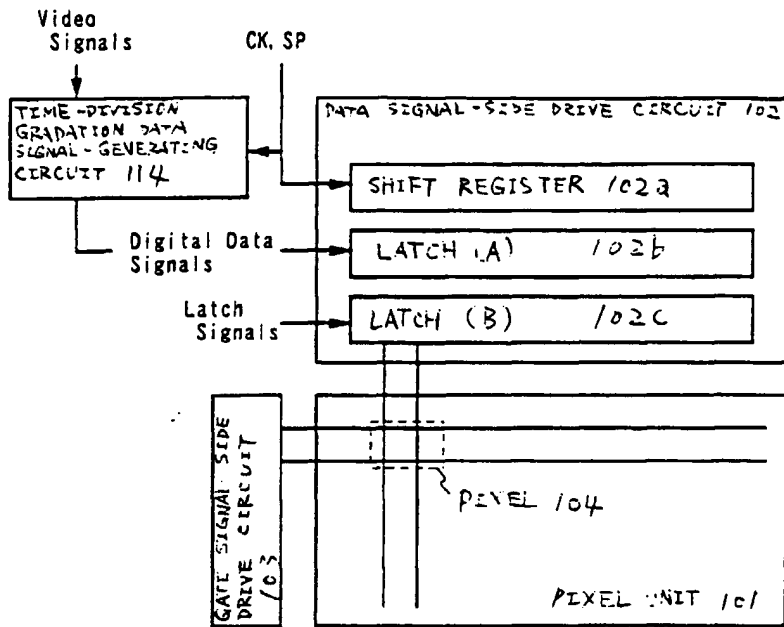 Video
Signals
CK, SP
TIME-DIVISION
GRADATION DATA
SIGNAL-GENERATING
CIRCUIT 114
DATA SIGNAL-SIDE DRIVE CIRCUIT 102
SHIFT REGISTER 102a
Digital Data
Signals
LATCH (A) 102b
Latch
Signals
LATCH (B) 102c
GATE SIGNAL SIDE
DRIVE CIRCUIT
103
PIXEL 104
PIXEL UNIT 101